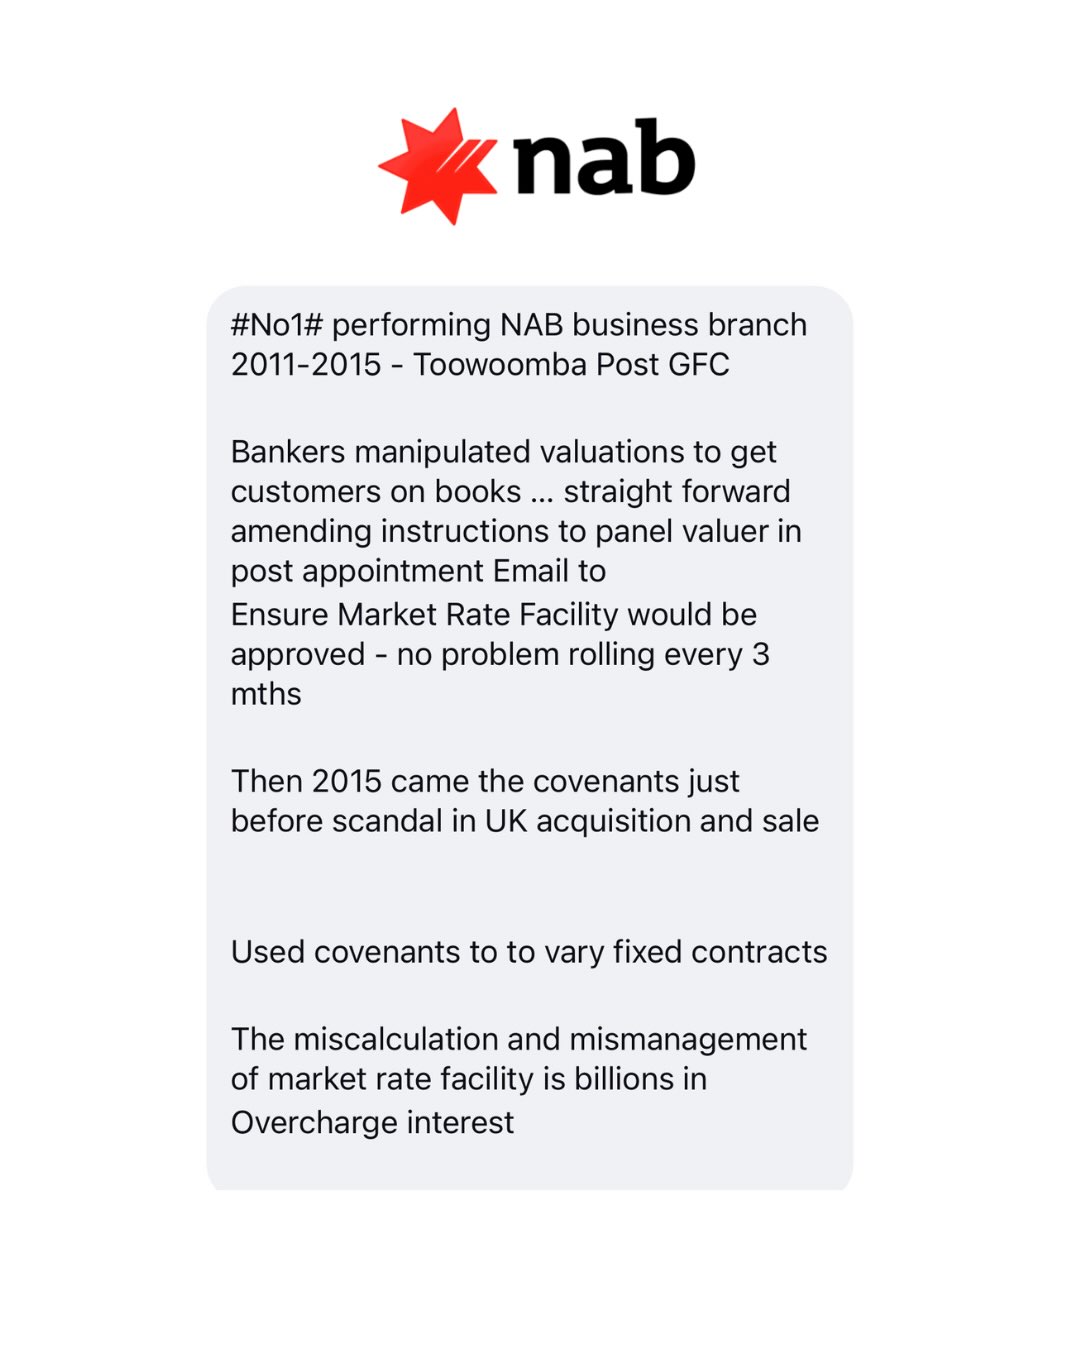 nab
#No1# performing NAB business branch
2011-2015 - Toowoomba Post GFC
Bankers manipulated valuations to get
customers on books ... straight forward
amending instructions to panel valuer in
post appointment Email to
Ensure Market Rate Facility would be
approved - no problem rolling every 3
mths
Then 2015 came the covenants just
before scandal in UK acquisition and sale
Used covenants to to vary fixed contracts
The miscalculation and mismanagement
of market rate facility is billions in
Overcharge interest